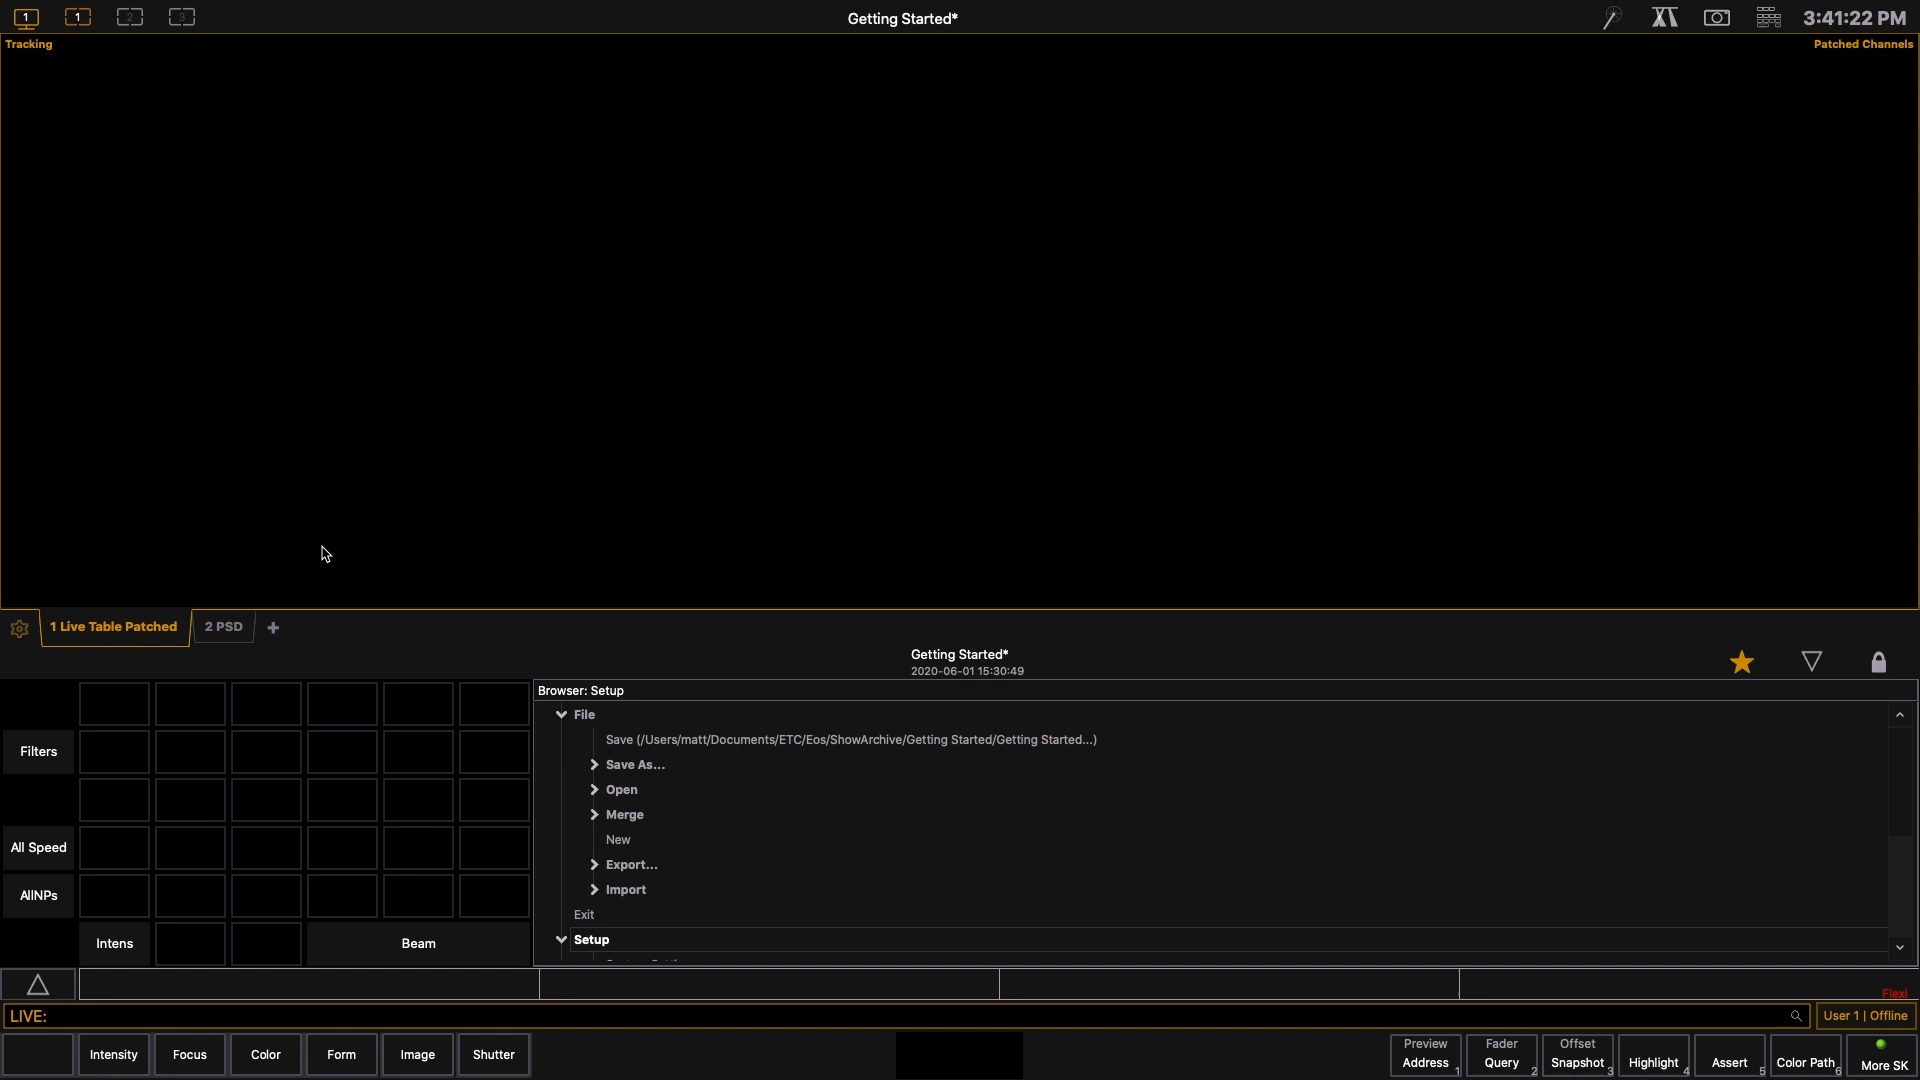 1 1 2 3 Getting Started* 3:41:22 PM
Tracking Patched Channels
1 Live Table Patched 2 PSD +
Getting Started*
2020-06-01 15:30:49
Browser: Setup
File
Save (/Users/matt/Documents/ETC/Eos/ShowArchive/Getting Started/Getting Started...)
Save As...
Open
Merge
New
Export...
Import
Exit
Setup
Filters
All Speed
AllNPs
Intens Beam
Flexi
LIVE: User 1 | Offline
Intensity Focus Color Form Image Shutter
Preview Fader Offset
Address 1 Query 2 Snapshot 3 Highlight 4 Assert 5 Color Path 6 More SK